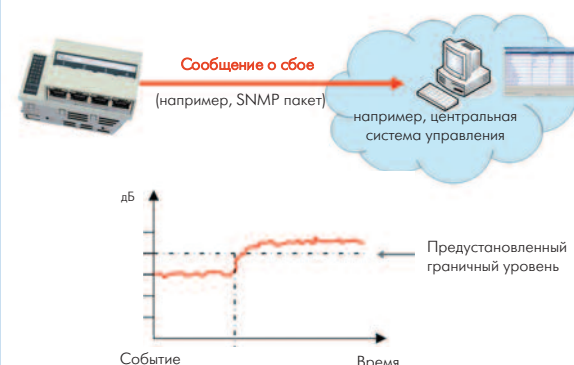 Сообщение о сбое
(например, SNMP пакет)
например, центральная
система управления
дБ
Предустановленный
граничный уровень
Событие
Время